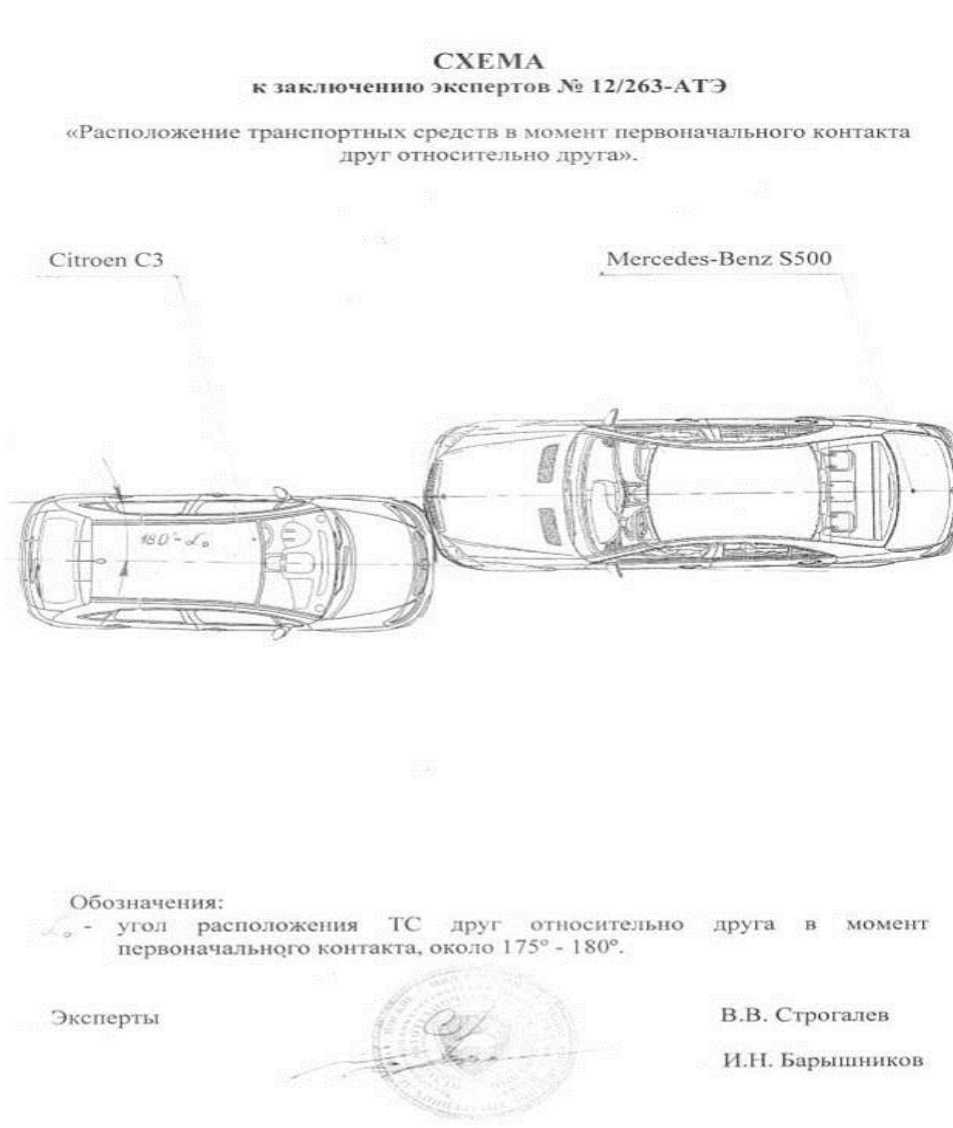 СХЕМА
к заключению экспертов № 12/263-АТЭ
«Расположение транспортных средств в момент первоначального контакта
друг относительно друга».
Citroen C3
Mercedes-Benz S500
180°-α₀
Обозначения:
α₀ - угол расположения ТС друг относительно друга в момент
первоначального контакта, около 175° - 180°.
Эксперты
В.В. Строгалев
И.Н. Барышников